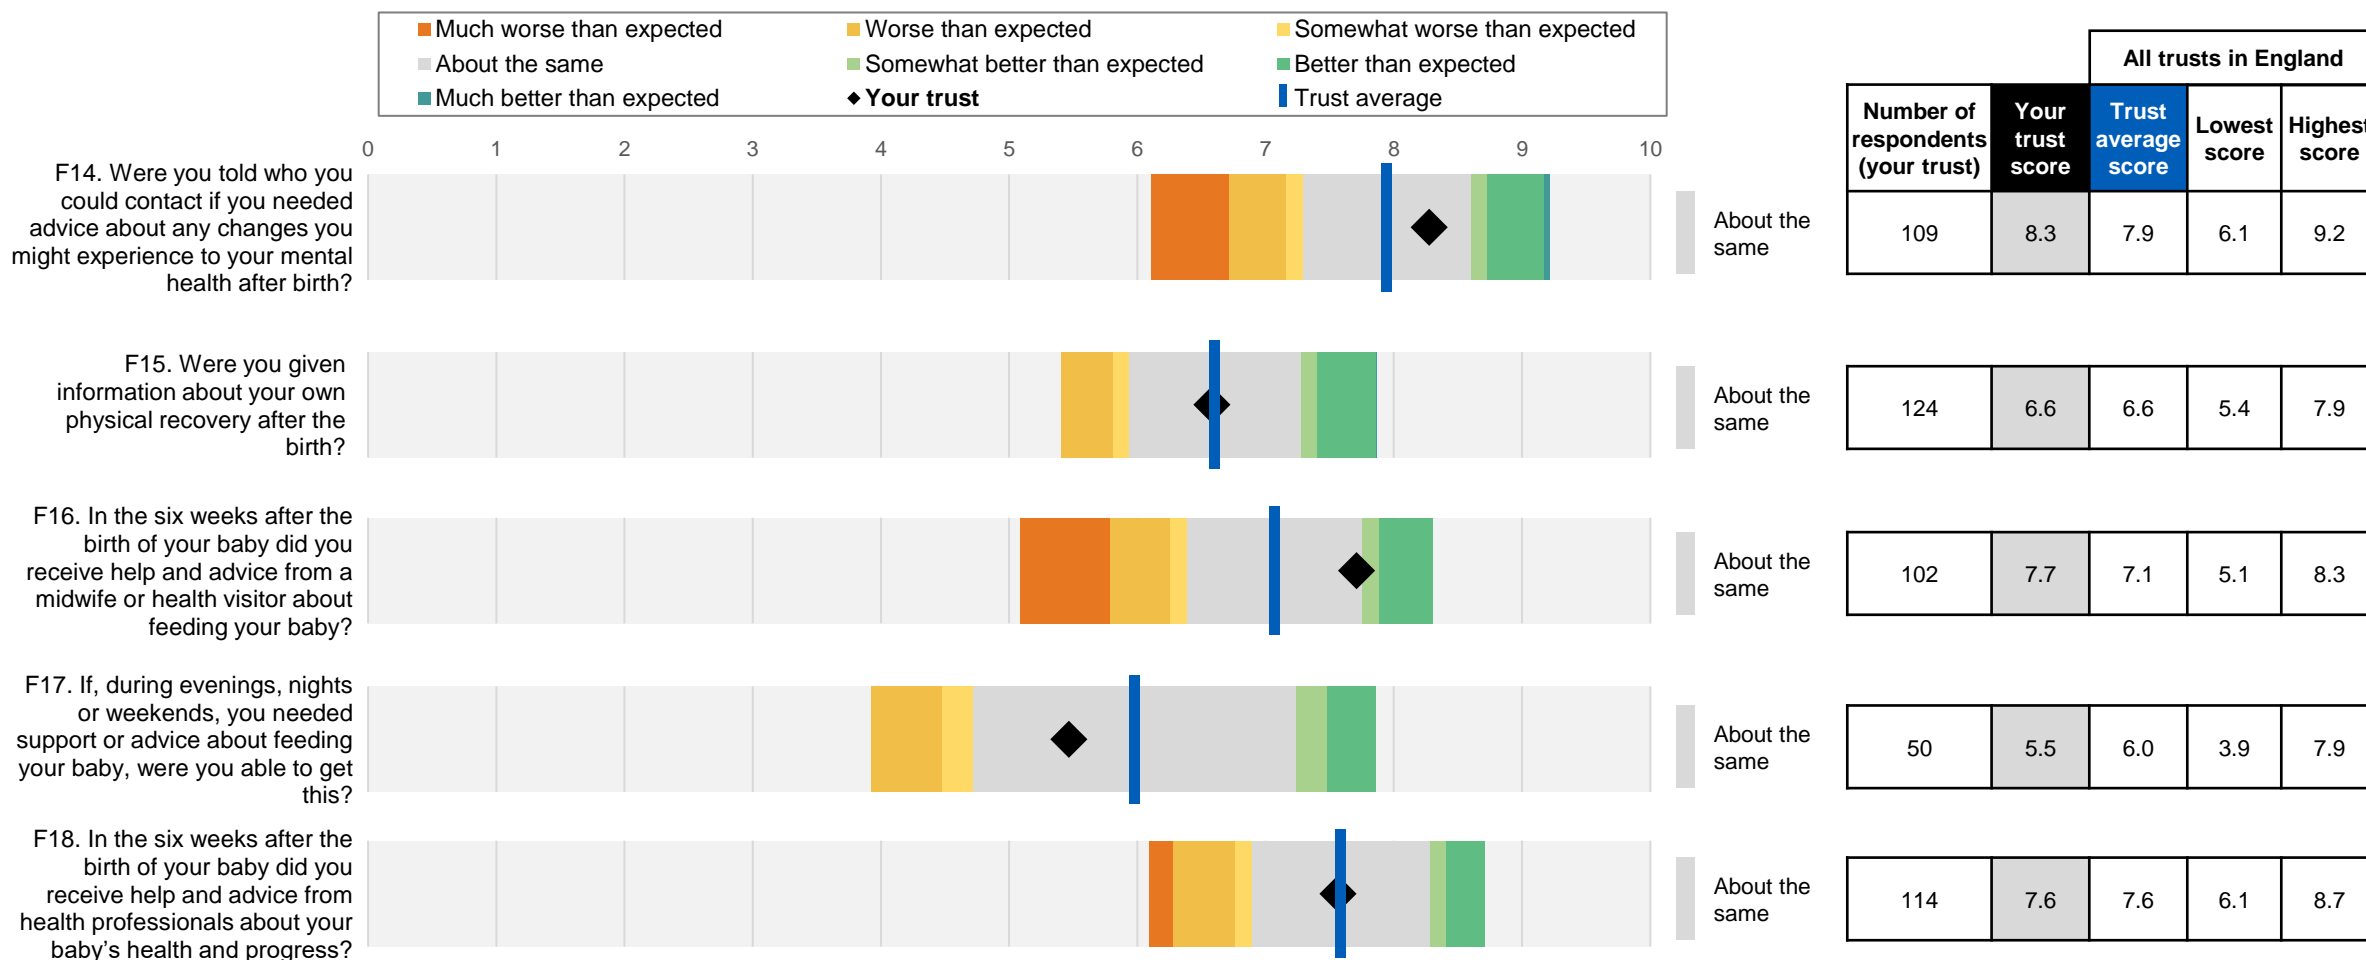 Much worse than expected
Worse than expected
Somewhat worse than expected
About the same
Somewhat better than expected
Better than expected
Much better than expected
Your trust
Trust average
All trusts in England
Number of
respondents
(your trust)
Your
trust
score
Trust
average
score
Lowest
score
Highest
score
0 1 2 3 4 5 6 7 8 9 10
F14. Were you told who you
could contact if you needed
advice about any changes you
might experience to your mental
health after birth?
About the
same
109 8.3 7.9 6.1 9.2
F15. Were you given
information about your own
physical recovery after the
birth?
About the
same
124 6.6 6.6 5.4 7.9
F16. In the six weeks after the
birth of your baby did you
receive help and advice from a
midwife or health visitor about
feeding your baby?
About the
same
102 7.7 7.1 5.1 8.3
F17. If, during evenings, nights
or weekends, you needed
support or advice about feeding
your baby, were you able to get
this?
About the
same
50 5.5 6.0 3.9 7.9
F18. In the six weeks after the
birth of your baby did you
receive help and advice from
health professionals about your
baby’s health and progress?
About the
same
114 7.6 7.6 6.1 8.7